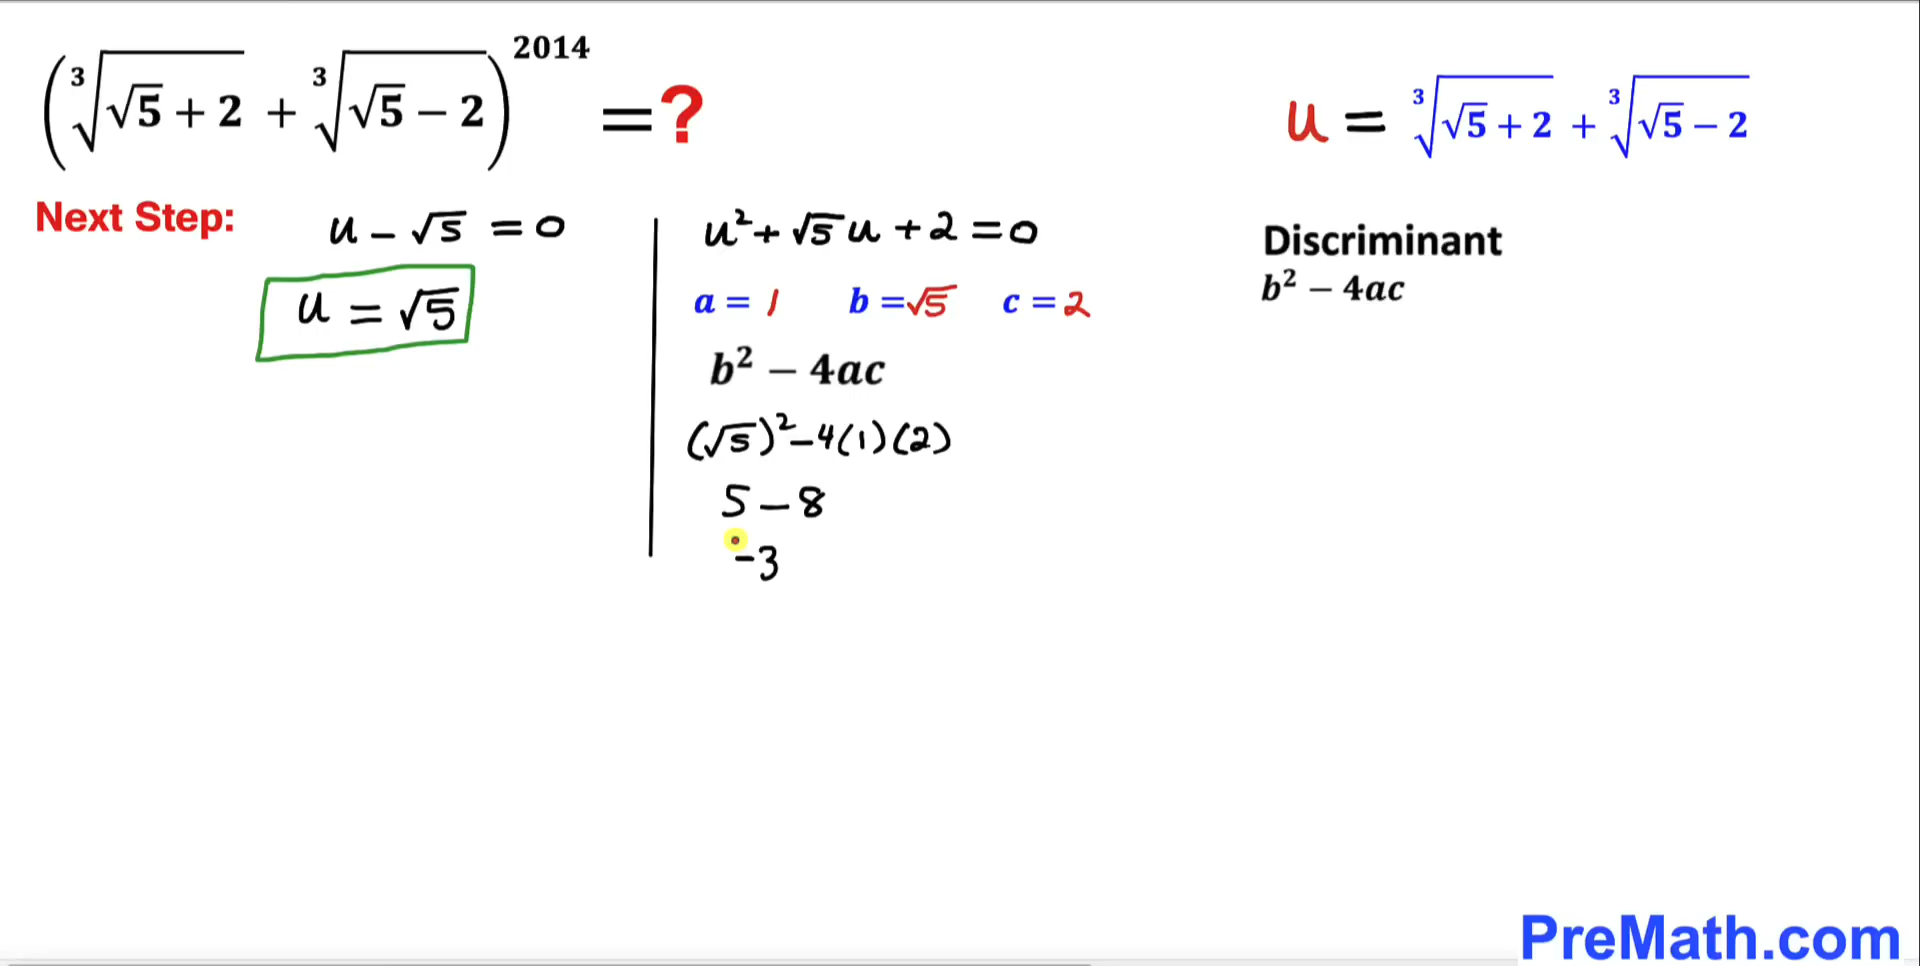 (∛(√5 + 2) + ∛(√5 − 2))²⁰¹⁴ = ?
u = ∛(√5 + 2) + ∛(√5 − 2)
Next Step:
u − √5 = 0
u = √5
u² + √5 u + 2 = 0
a = 1 b = √5 c = 2
b² − 4ac
(√5)² − 4(1)(2)
5 − 8
−3
Discriminant
b² − 4ac
PreMath.com